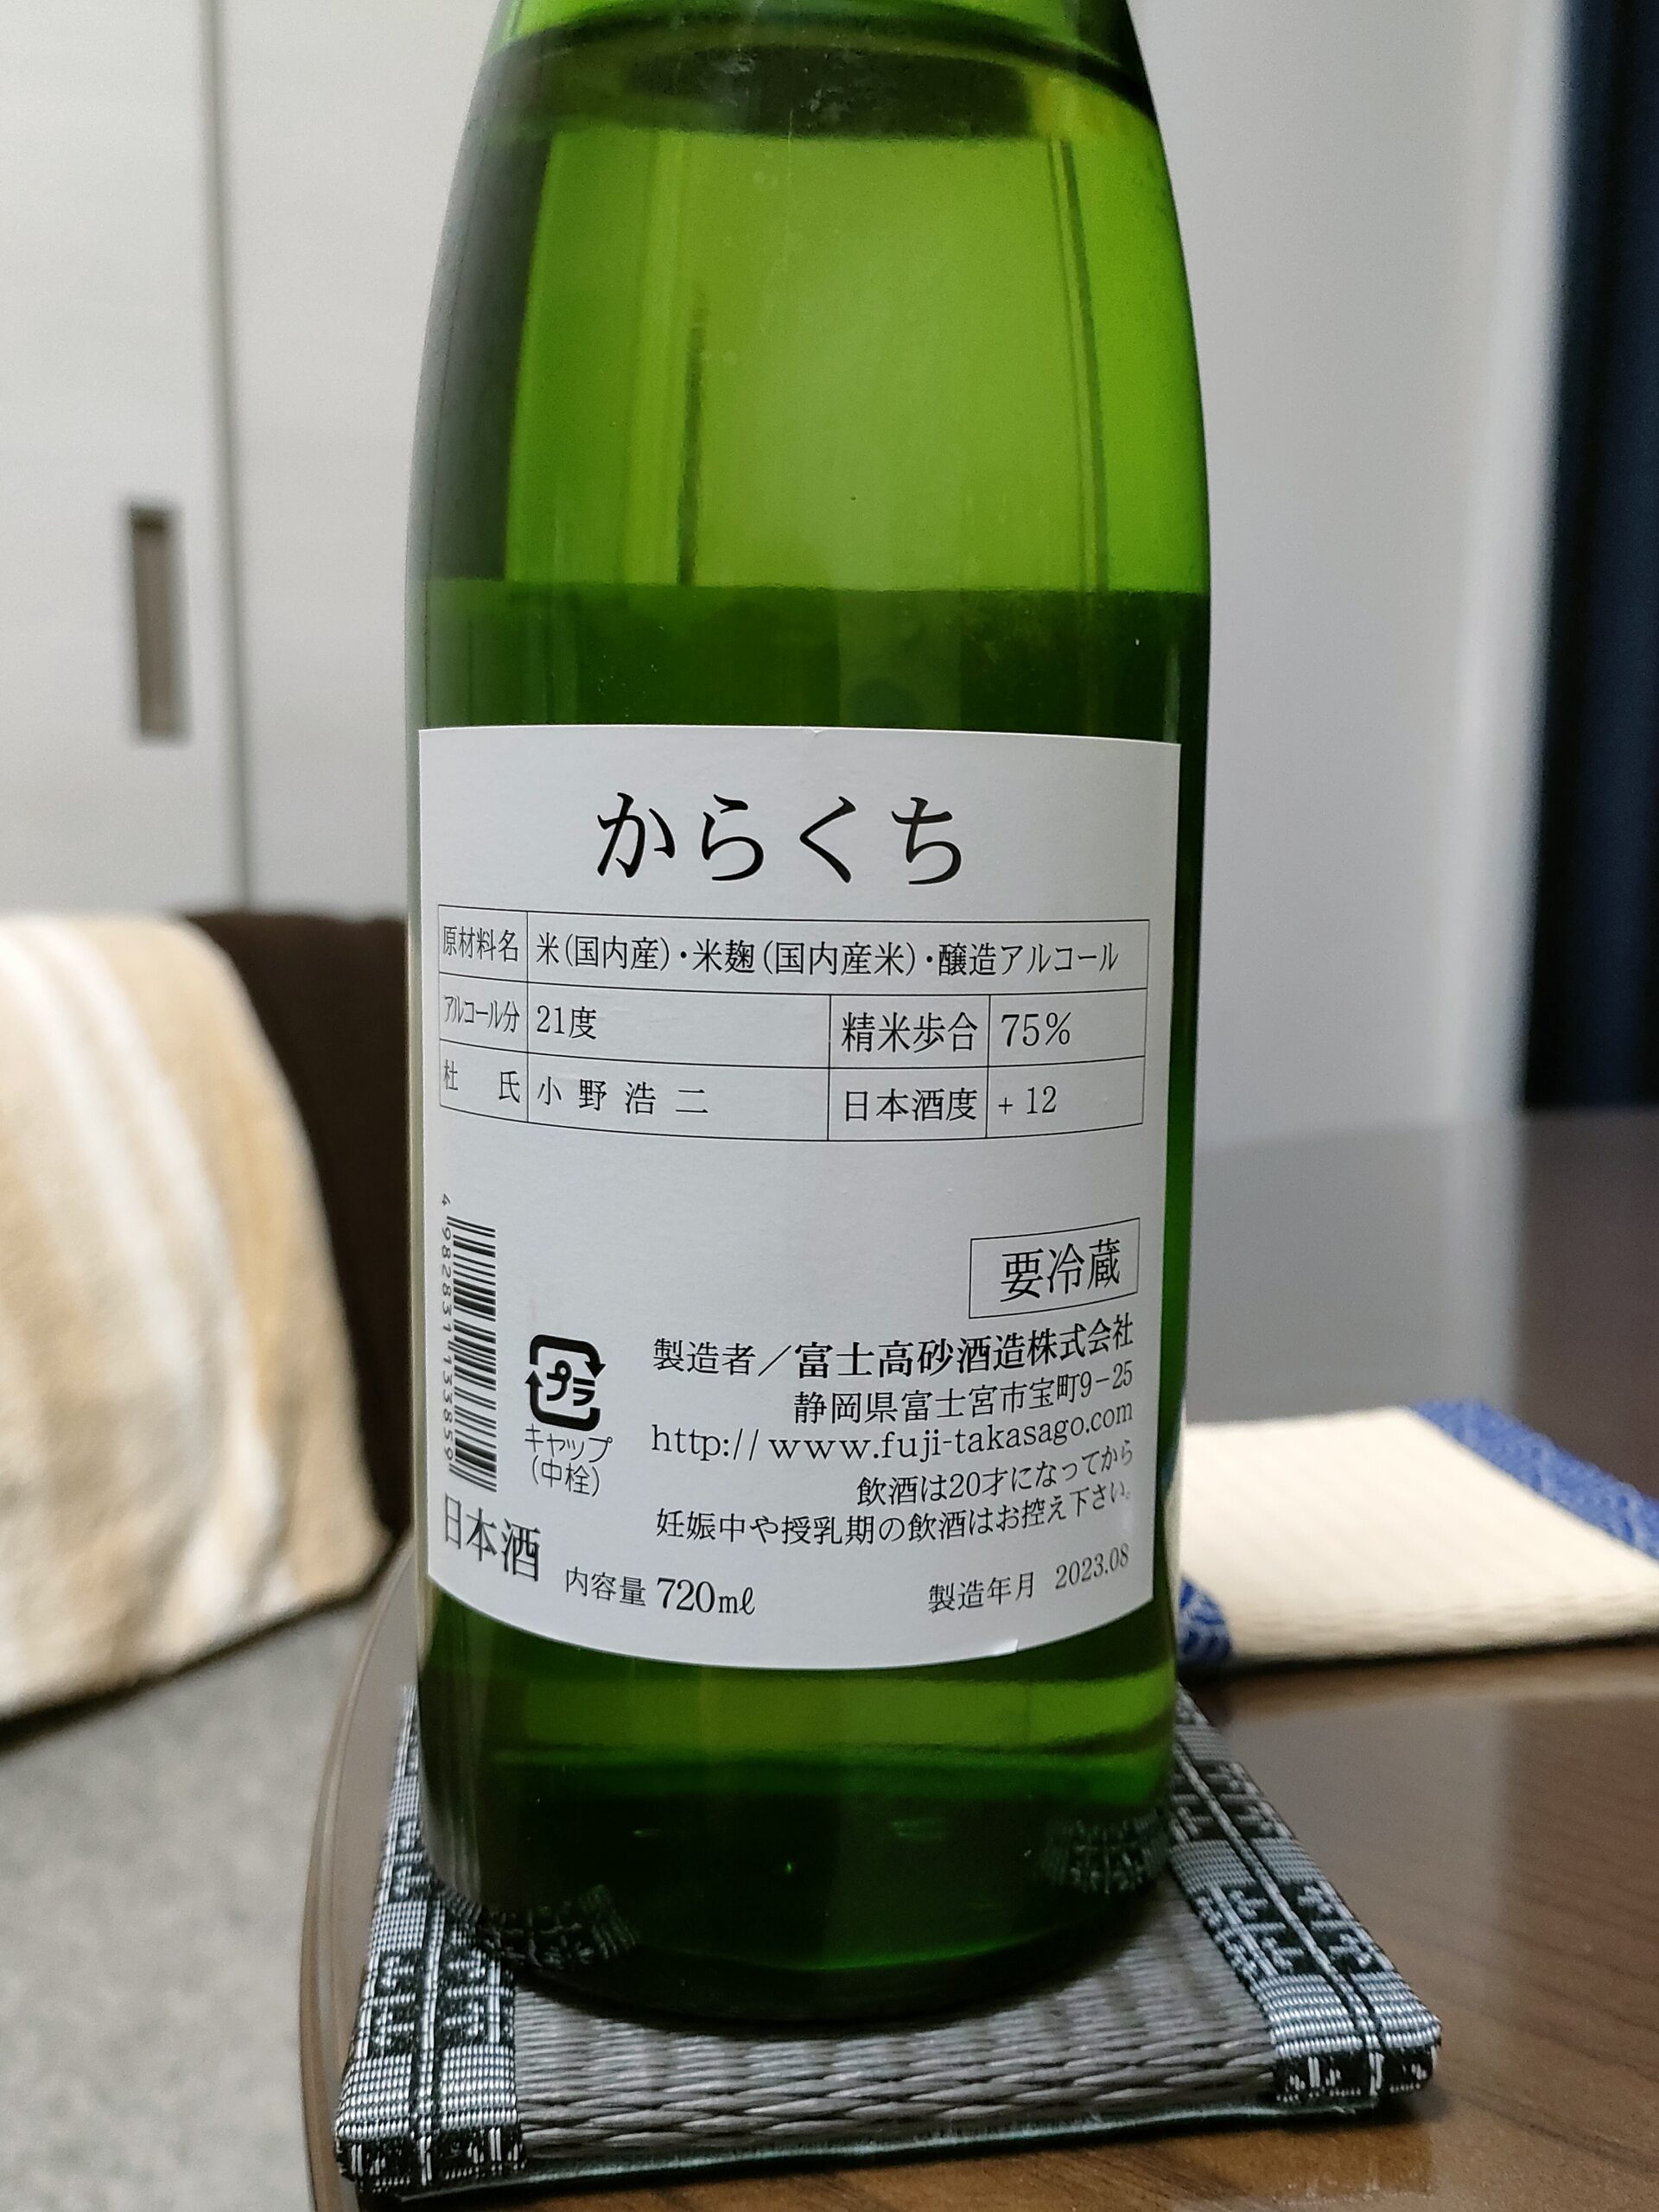 からくち
原材料名 米(国内産)・米麹(国内産米)・醸造アルコール
アルコール分 21度 精米歩合 75%
杜氏 小野浩二 日本酒度 +12
要冷蔵
製造者/富士高砂酒造株式会社
静岡県富士宮市宝町9-25
http://www.fuji-takasago.com
飲酒は20才になってから
妊娠中や授乳期の飲酒はお控え下さい。
4982831133859
プラ
キャップ
(中栓)
日本酒 内容量 720mℓ 製造年月 2023.08